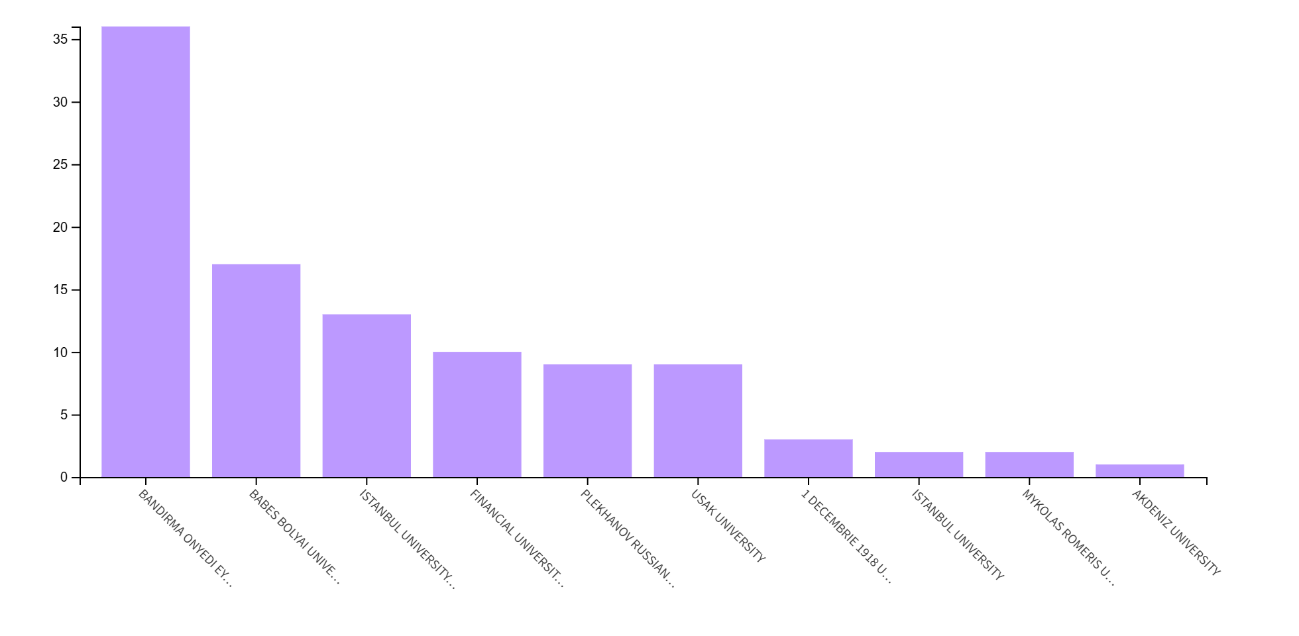 35
30
25
20
15
10
5
0
BANDIRMA ONYEDI EY...
BABES BOLYAI UNIVE...
ISTANBUL UNIVERSITY...
FINANCIAL UNIVERSIT...
PLEKHANOV RUSSIAN...
USAK UNIVERSITY
1 DECEMBRIE 1918 U...
ISTANBUL UNIVERSITY
MYKOLAS ROMERIS U...
AKDENIZ UNIVERSITY